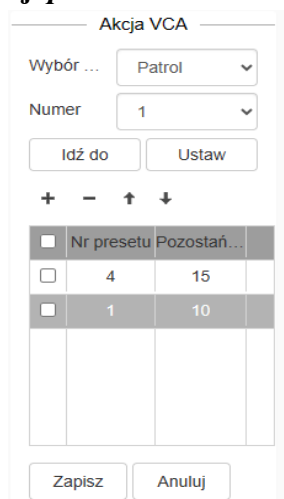 Akcja VCA
Wybór ... Patrol
Numer 1
Idź do Ustaw
+ − ↑ ↓
Nr presetu Pozostań...
4 15
1 10
Zapisz Anuluj